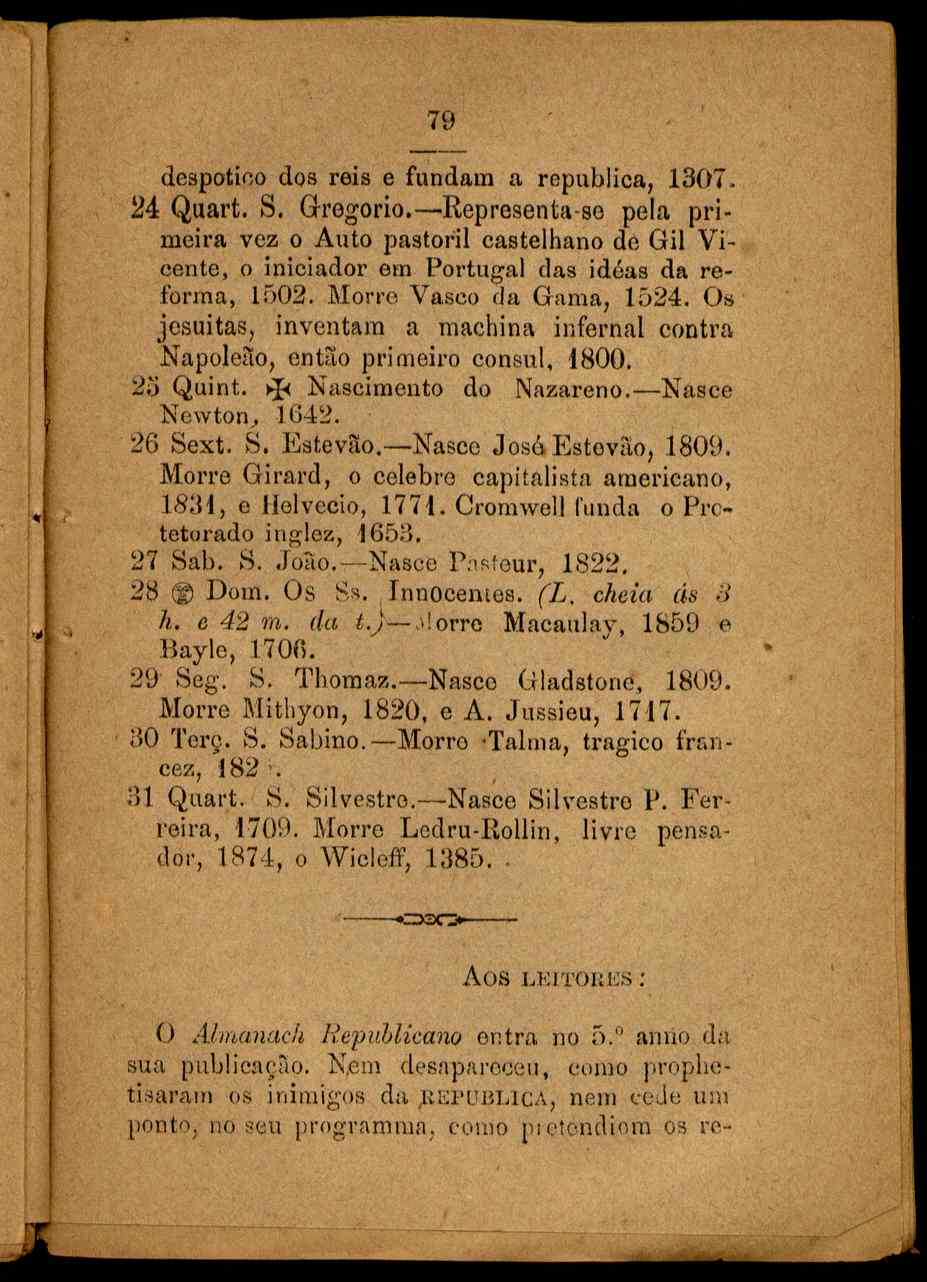 79
despotico dos reis e fundam a republica, 1307.
24 Quart. S. Gregorio.—Representa-se pela pri-
meira vez o Auto pastoril castelhano de Gil Vi-
cente, o iniciador em Portugal das idéas da re-
forma, 1502. Morre Vasco da Gama, 1524. Os
jesuitas, inventam a machina infernal contra
Napoleão, então primeiro consul, 1800.
25 Quint. ✠ Nascimento do Nazareno.—Nasce
Newton, 1642.
26 Sext. S. Estevão.—Nasce José Estevão, 1809.
Morre Girard, o celebre capitalista americano,
1831, e Helvecio, 1771. Cromwell funda o Pro-
tetorado inglez, 1653.
27 Sab. S. João.—Nasce Pasteur, 1822.
28 Dom. Os Ss. Innocentes. (L. cheia ás 3
h. e 42 m. da t.)—Morre Macaulay, 1859 e
Bayle, 1706.
29 Seg. S. Thomaz.—Nasce Gladstone, 1809.
Morre Mithyon, 1820, e A. Jussieu, 1717.
30 Terç. S. Sabino.—Morre Talma, tragico fran-
cez, 182 .
31 Quart. S. Silvestre.—Nasce Silvestre P. Fer-
reira, 1709. Morre Ledru-Rollin, livre pensa-
dor, 1874, o Wicleff, 1385.
AOS LEITORES:
O Almanach Republicano entra no 5.º anno da
sua publicação. Nem desapareceu, como prophe-
tisaram os inimigos da REPUBLICA, nem cede um
ponto, no seu programma, como pretendiom os re-